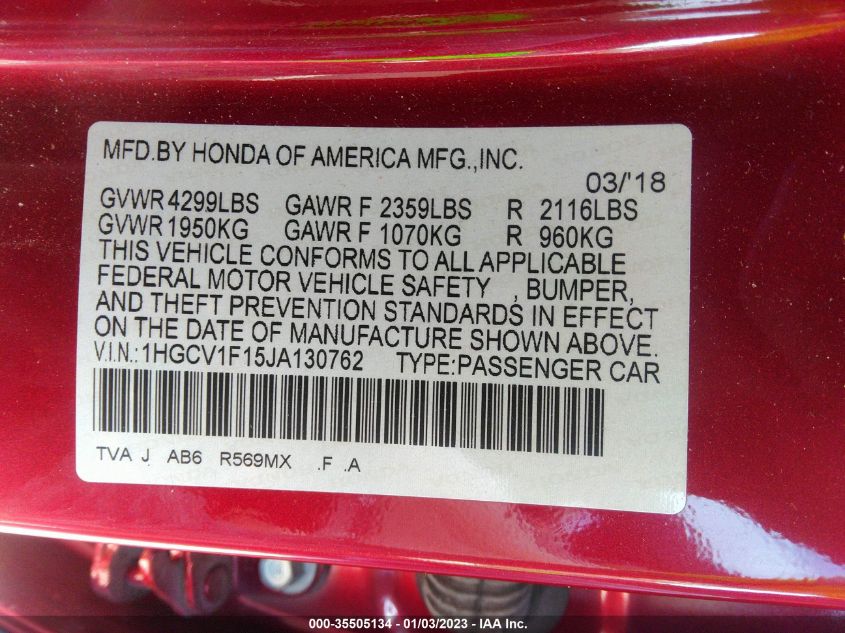 MFD.BY HONDA OF AMERICA MFG.,INC.
03/'18
GVWR 4299LBS GAWR F 2359LBS R 2116LBS
GVWR 1950KG GAWR F 1070KG R 960KG
THIS VEHICLE CONFORMS TO ALL APPLICABLE
FEDERAL MOTOR VEHICLE SAFETY , BUMPER,
AND THEFT PREVENTION STANDARDS IN EFFECT
ON THE DATE OF MANUFACTURE SHOWN ABOVE.
V.I.N.:1HGCV1F15JA130762 TYPE:PASSENGER CAR
TVA J AB6 R569MX .F .A
000-35505134 - 01/03/2023 - IAA Inc.